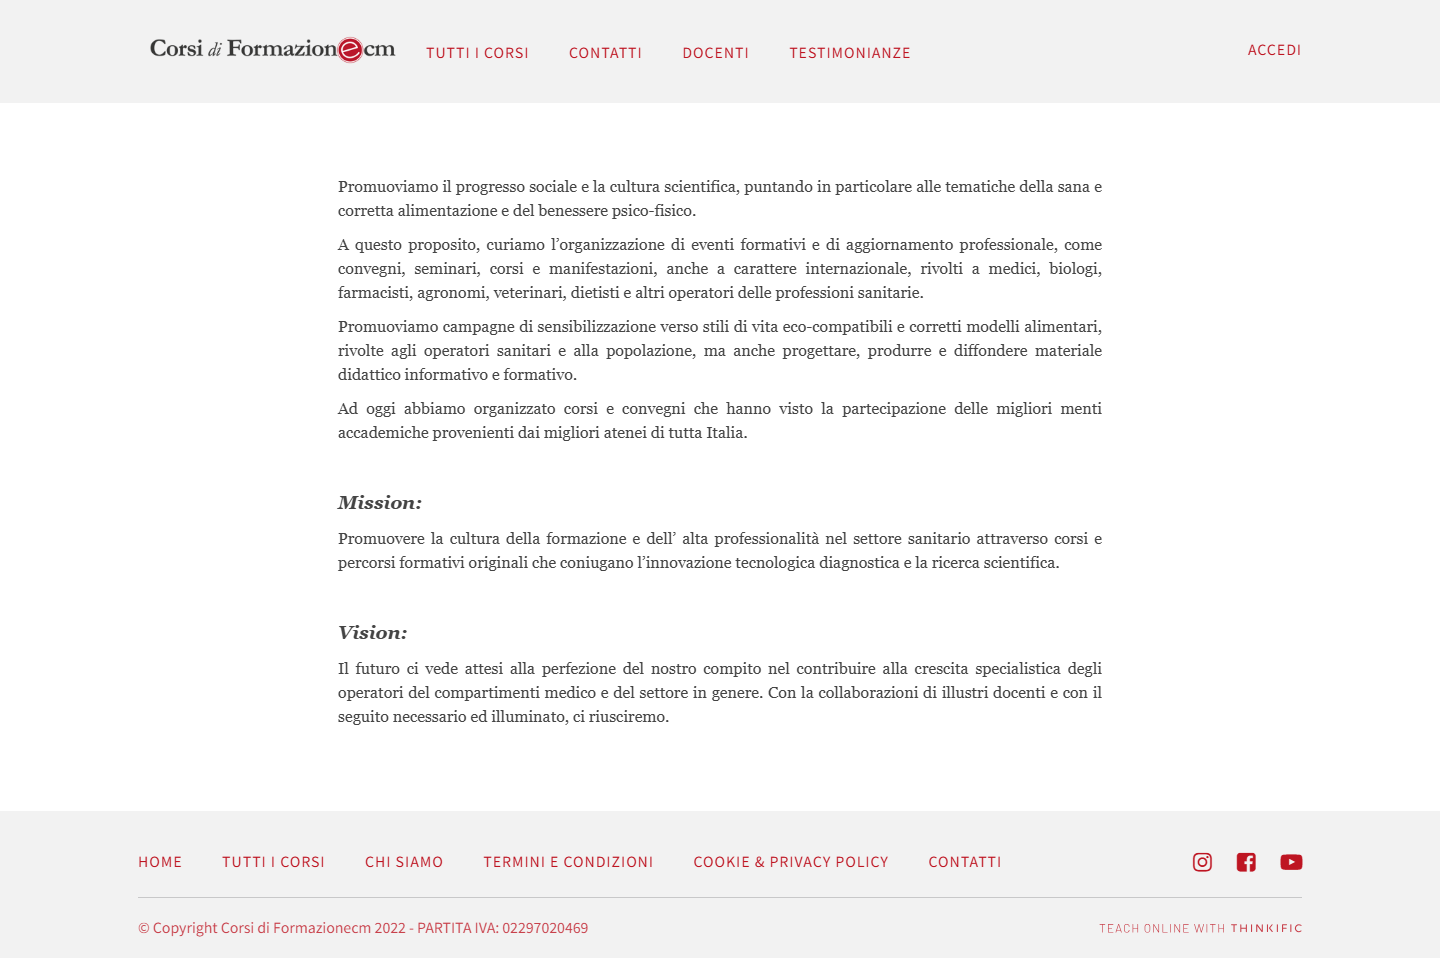 Corsi di Formazionecm
TUTTI I CORSI
CONTATTI
DOCENTI
TESTIMONIANZE
ACCEDI
Promuoviamo il progresso sociale e la cultura scientifica, puntando in particolare alle tematiche della sana e
corretta alimentazione e del benessere psico-fisico.
A questo proposito, curiamo l’organizzazione di eventi formativi e di aggiornamento professionale, come
convegni, seminari, corsi e manifestazioni, anche a carattere internazionale, rivolti a medici, biologi,
farmacisti, agronomi, veterinari, dietisti e altri operatori delle professioni sanitarie.
Promuoviamo campagne di sensibilizzazione verso stili di vita eco-compatibili e corretti modelli alimentari,
rivolte agli operatori sanitari e alla popolazione, ma anche progettare, produrre e diffondere materiale
didattico informativo e formativo.
Ad oggi abbiamo organizzato corsi e convegni che hanno visto la partecipazione delle migliori menti
accademiche provenienti dai migliori atenei di tutta Italia.
Mission:
Promuovere la cultura della formazione e dell’ alta professionalità nel settore sanitario attraverso corsi e
percorsi formativi originali che coniugano l’innovazione tecnologica diagnostica e la ricerca scientifica.
Vision:
Il futuro ci vede attesi alla perfezione del nostro compito nel contribuire alla crescita specialistica degli
operatori del compartimenti medico e del settore in genere. Con la collaborazioni di illustri docenti e con il
seguito necessario ed illuminato, ci riusciremo.
HOME
TUTTI I CORSI
CHI SIAMO
TERMINI E CONDIZIONI
COOKIE & PRIVACY POLICY
CONTATTI
© Copyright Corsi di Formazionecm 2022 - PARTITA IVA: 02297020469
TEACH ONLINE WITH THINKIFIC